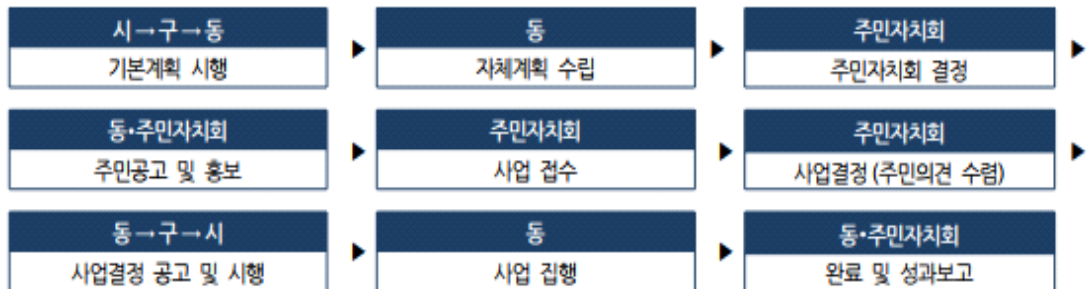 시→구→동
기본계획 시행
▶
동
자체계획 수립
▶
주민자치회
주민자치회 결정
▶
동·주민자치회
주민공고 및 홍보
▶
주민자치회
사업 접수
▶
주민자치회
사업결정(주민의견 수렴)
▶
동→구→시
사업결정 공고 및 시행
▶
동
사업 집행
▶
동·주민자치회
완료 및 성과보고